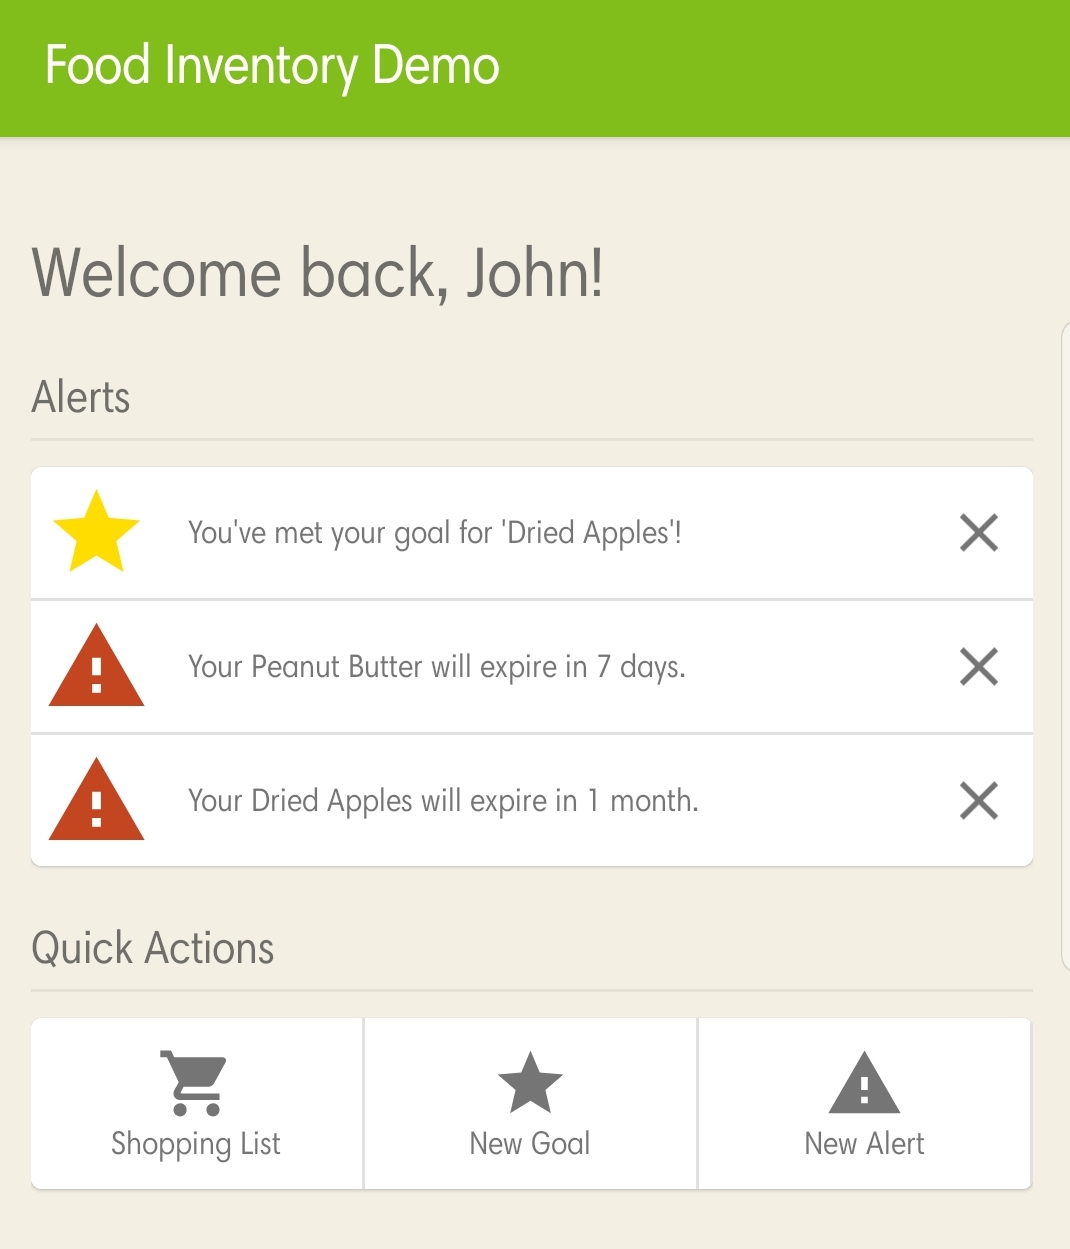 Food Inventory Demo
Welcome back, John!
Alerts
You've met your goal for 'Dried Apples'!
Your Peanut Butter will expire in 7 days.
Your Dried Apples will expire in 1 month.
Quick Actions
Shopping List
New Goal
New Alert